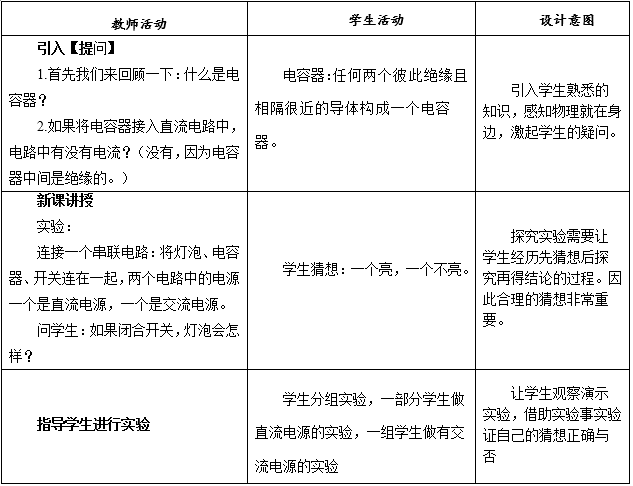 教师活动
学生活动
设计意图
引入【提问】
1.首先我们来回顾一下：什么是电
容器？
2.如果将电容器接入直流电路中，
电路中有没有电流？（没有，因为电容
器中间是绝缘的。）
电容器：任何两个彼此绝缘且
相隔很近的导体构成一个电容
器。
引入学生熟悉的
知识，感知物理就在身
边，激起学生的疑问。
新课讲授
实验：
连接一个串联电路：将灯泡、电容
器、开关连在一起，两个电路中的电源
一个是直流电源，一个是交流电源。
问学生：如果闭合开关，灯泡会怎
样？
学生猜想：一个亮，一个不亮。
探究实验需要让
学生经历先猜想后探
究再得结论的过程。因
此合理的猜想非常重
要。
指导学生进行实验
学生分组实验，一部分学生做
直流电源的实验，一组学生做有交
流电源的实验
让学生观察演示
实验，借助实验事实验
证自己的猜想正确与
否